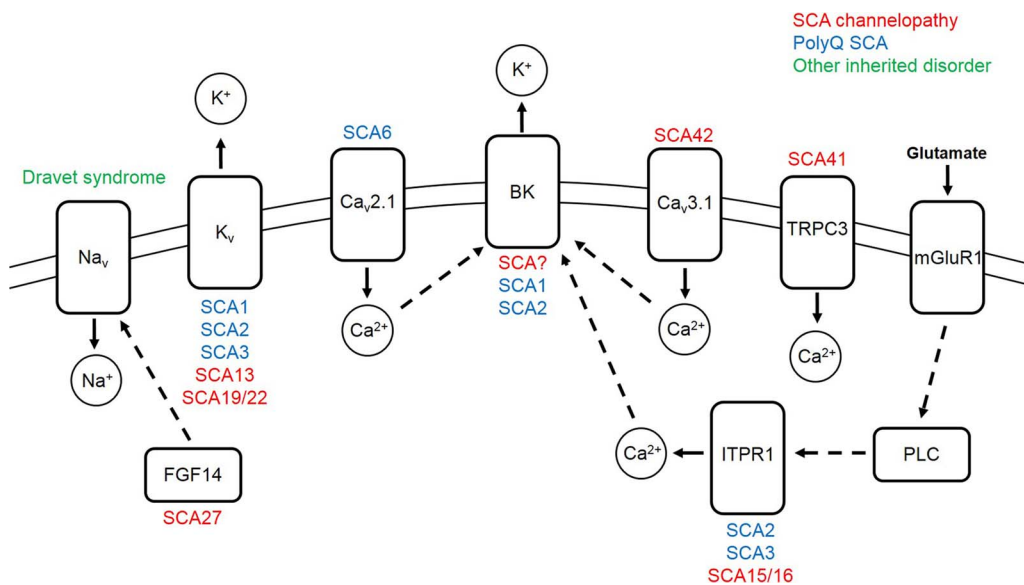 SCA channelopathy
PolyQ SCA
Other inherited disorder
K⁺
K⁺
SCA6
SCA42
SCA41
Glutamate
Dravet syndrome
Naᵥ
Kᵥ
Caᵥ2.1
BK
Caᵥ3.1
TRPC3
mGluR1
SCA1
SCA2
SCA3
SCA13
SCA19/22
SCA?
SCA1
SCA2
Na⁺
Ca²⁺
Ca²⁺
Ca²⁺
FGF14
SCA27
Ca²⁺
ITPR1
PLC
SCA2
SCA3
SCA15/16